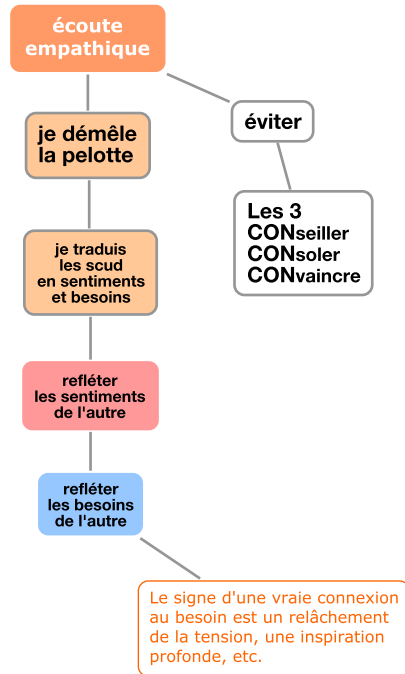 écoute
empathique
éviter
je démêle
la pelotte
Les 3
CONseiller
CONsoler
CONvaincre
je traduis
les scud
en sentiments
et besoins
refléter
les sentiments
de l'autre
refléter
les besoins
de l'autre
Le signe d'une vraie connexion
au besoin est un relâchement
de la tension, une inspiration
profonde, etc.